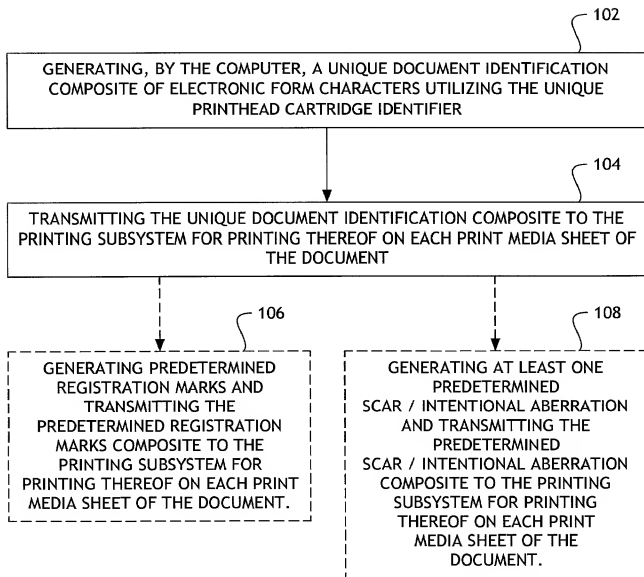 102
GENERATING, BY THE COMPUTER, A UNIQUE DOCUMENT IDENTIFICATION
COMPOSITE OF ELECTRONIC FORM CHARACTERS UTILIZING THE UNIQUE
PRINTHEAD CARTRIDGE IDENTIFIER
104
TRANSMITTING THE UNIQUE DOCUMENT IDENTIFICATION COMPOSITE TO THE
PRINTING SUBSYSTEM FOR PRINTING THEREOF ON EACH PRINT MEDIA SHEET OF
THE DOCUMENT
106
GENERATING PREDETERMINED
REGISTRATION MARKS AND
TRANSMITTING THE
PREDETERMINED REGISTRATION
MARKS COMPOSITE TO THE
PRINTING SUBSYSTEM FOR
PRINTING THEREOF ON EACH PRINT
MEDIA SHEET OF THE DOCUMENT.
108
GENERATING AT LEAST ONE
PREDETERMINED
SCAR / INTENTIONAL ABERRATION
AND TRANSMITTING THE
PREDETERMINED
SCAR / INTENTIONAL ABERRATION
COMPOSITE TO THE PRINTING
SUBSYSTEM FOR PRINTING
THEREOF ON EACH PRINT
MEDIA SHEET OF THE
DOCUMENT.